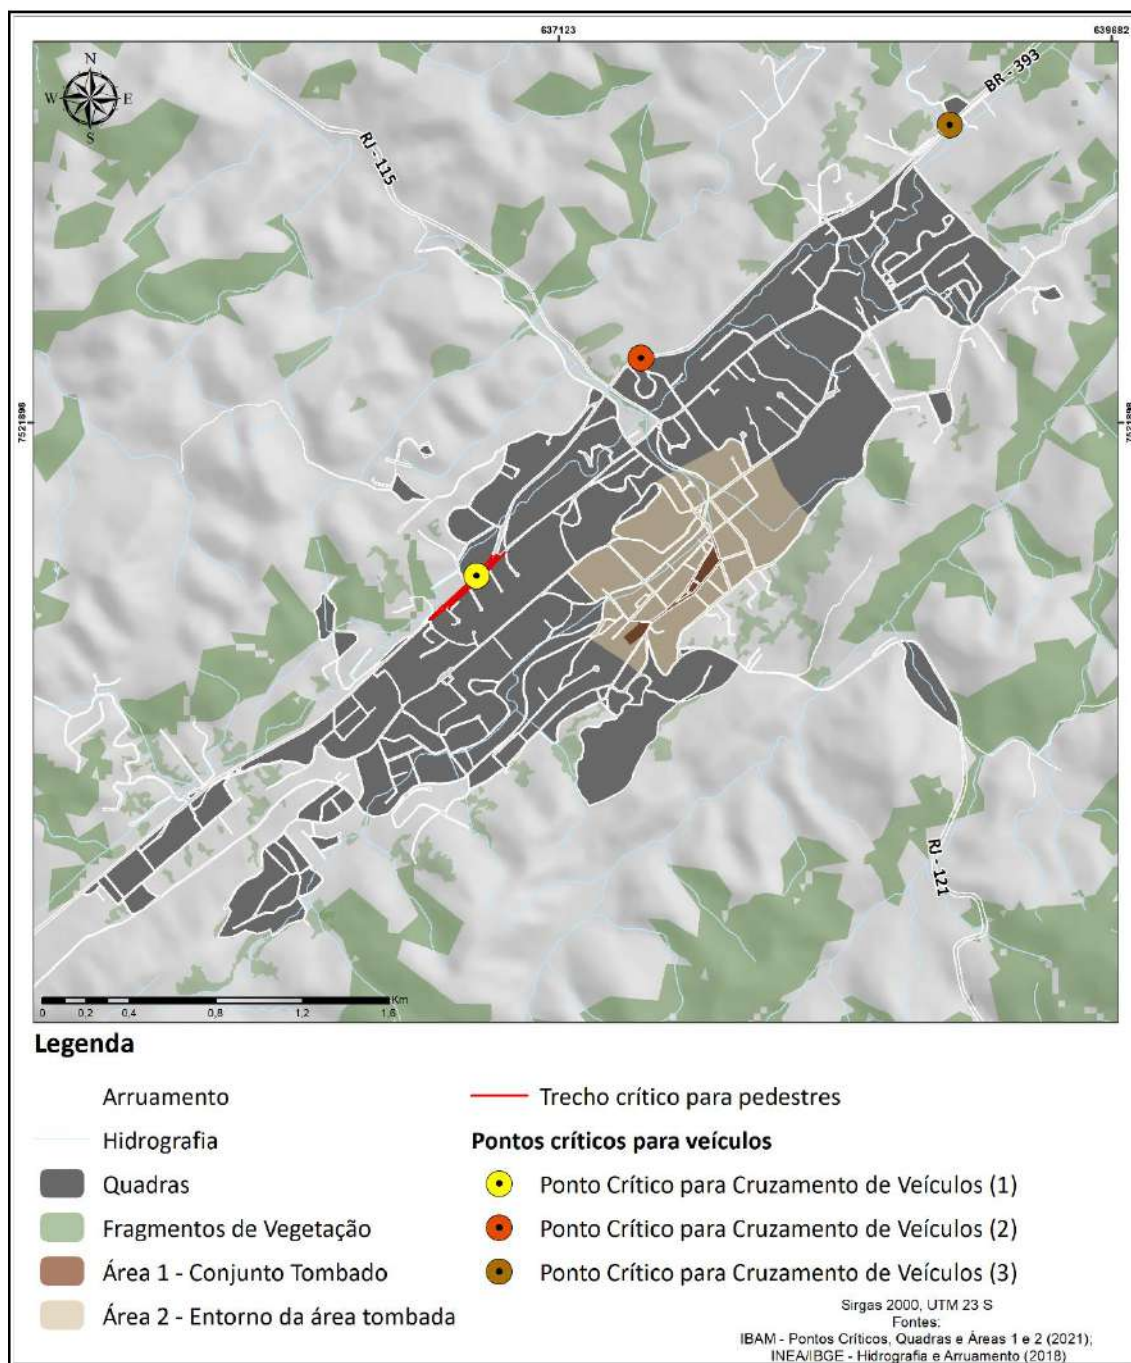 637123
639682
N
W E
S
BR - 393
RJ - 115
7521898
7521898
RJ - 121
Km
0 0,2 0,4 0,8 1,2 1,6
Legenda
Arruamento
Hidrografia
Quadras
Fragmentos de Vegetação
Área 1 - Conjunto Tombado
Área 2 - Entorno da área tombada
Trecho crítico para pedestres
Pontos críticos para veículos
Ponto Crítico para Cruzamento de Veículos (1)
Ponto Crítico para Cruzamento de Veículos (2)
Ponto Crítico para Cruzamento de Veículos (3)
Sirgas 2000, UTM 23 S
Fontes:
IBAM - Pontos Críticos, Quadras e Áreas 1 e 2 (2021);
INEA/IBGE - Hidrografia e Arruamento (2018)